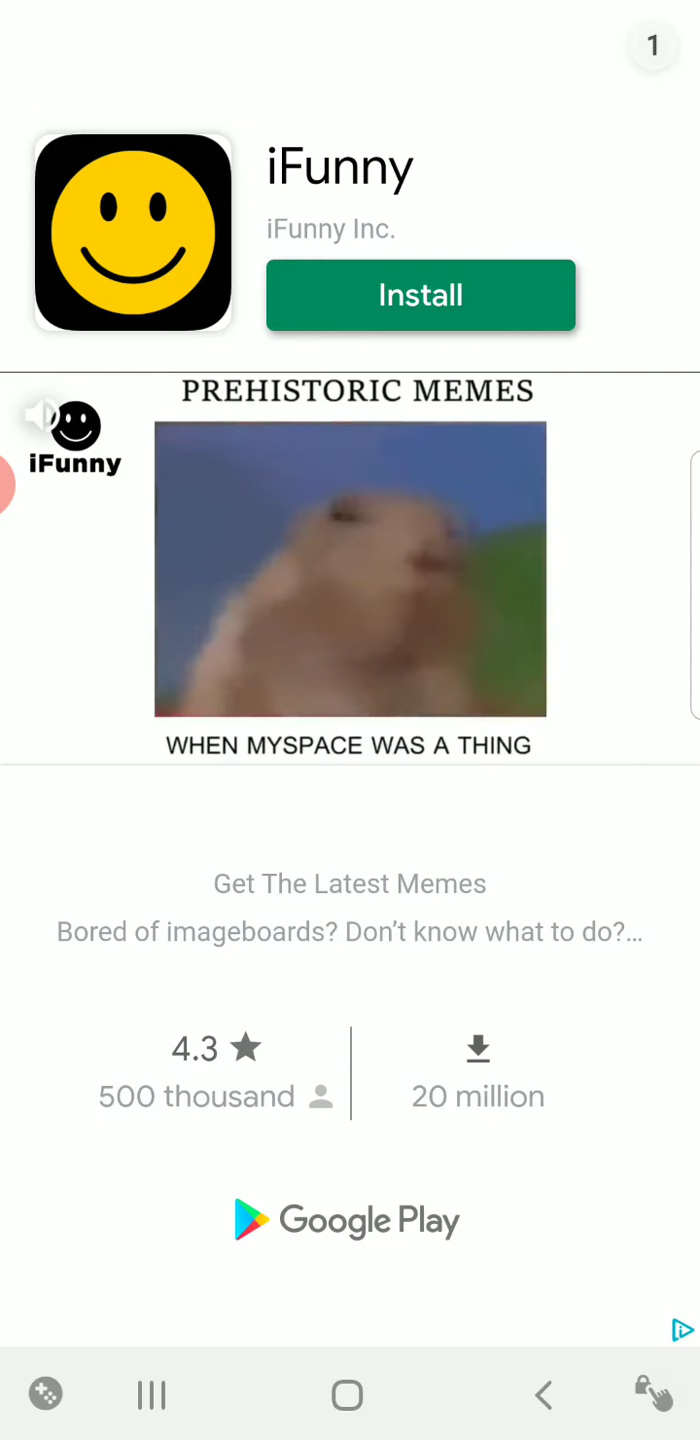 1
iFunny
iFunny Inc.
Install
PREHISTORIC MEMES
iFunny
WHEN MYSPACE WAS A THING
Get The Latest Memes
Bored of imageboards? Don't know what to do?...
4.3
500 thousand
20 million
Google Play